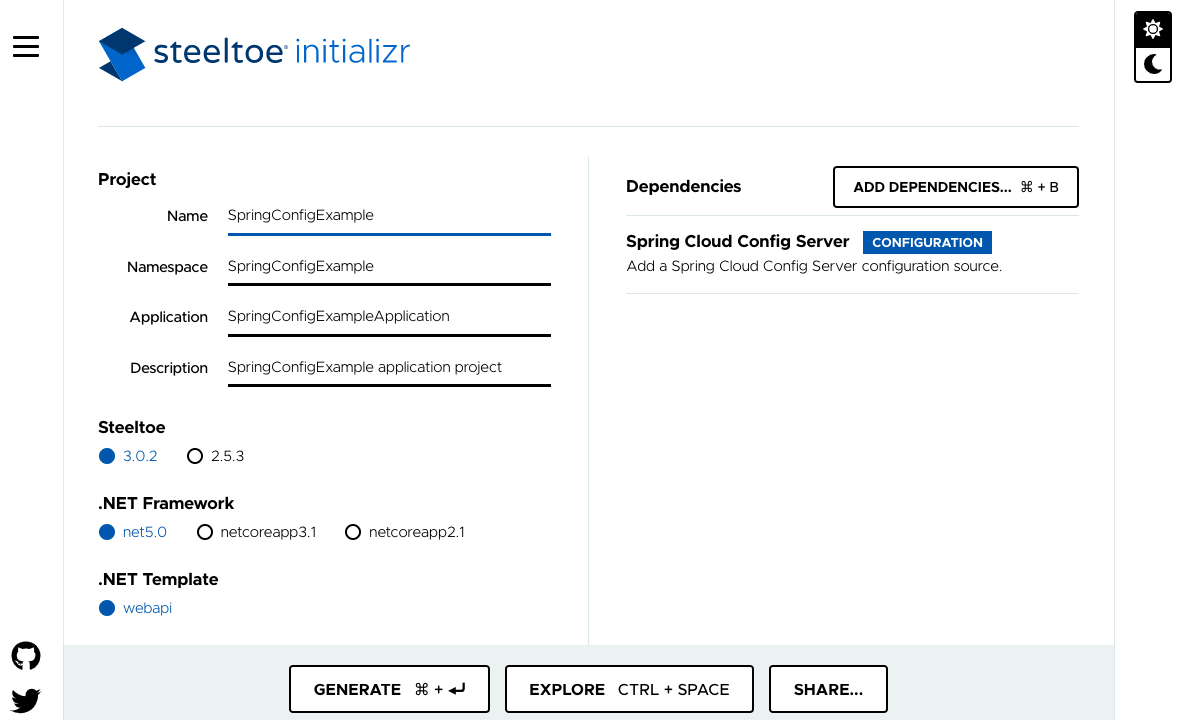 steeltoe® initializr
Project
Name SpringConfigExample
Namespace SpringConfigExample
Application SpringConfigExampleApplication
Description SpringConfigExample application project
Steeltoe
3.0.2 2.5.3
.NET Framework
net5.0 netcoreapp3.1 netcoreapp2.1
.NET Template
webapi
Dependencies ADD DEPENDENCIES... ⌘ + B
Spring Cloud Config Server CONFIGURATION
Add a Spring Cloud Config Server configuration source.
GENERATE ⌘ + ⏎ EXPLORE CTRL + SPACE SHARE...